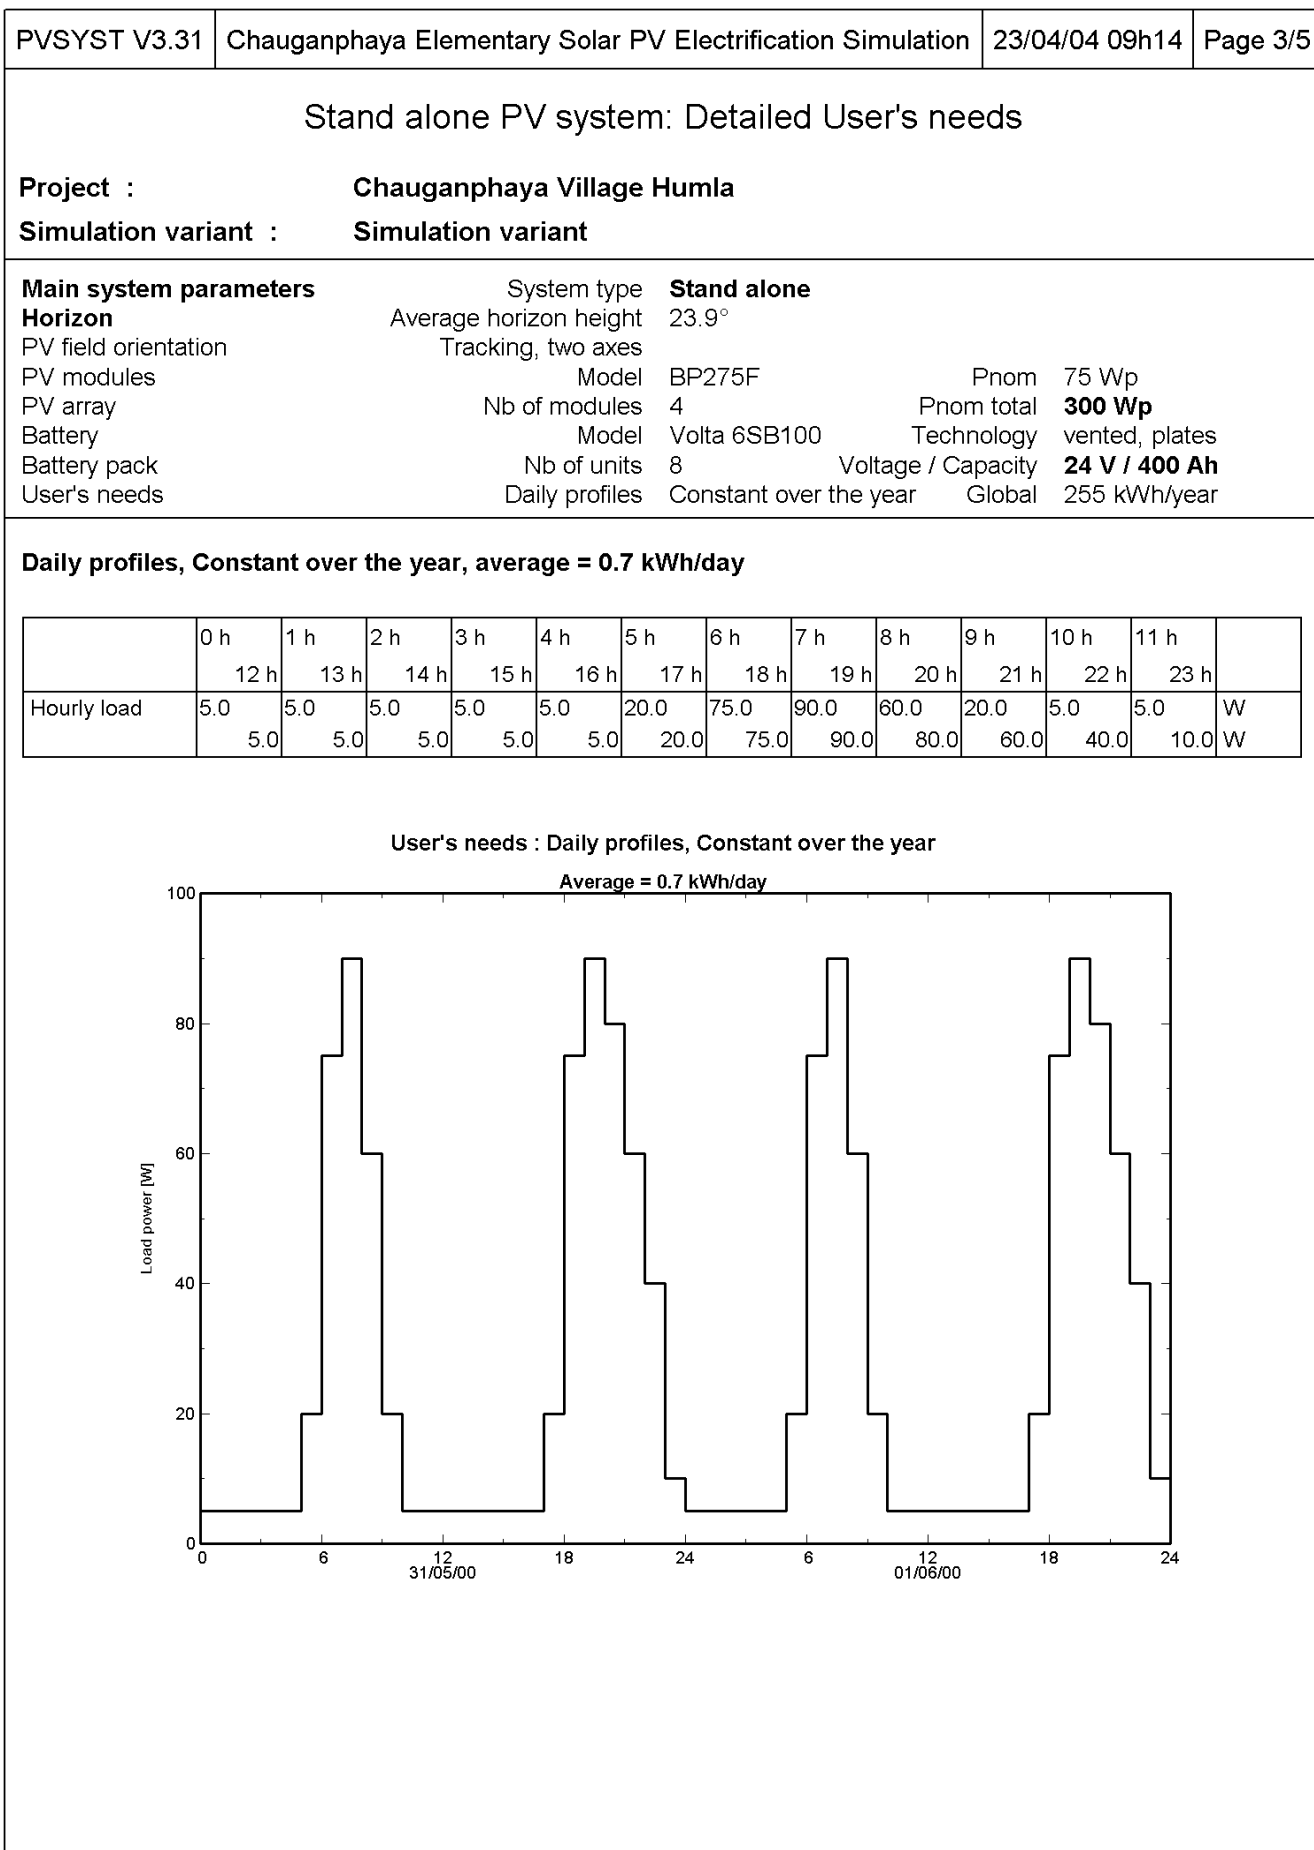 PVSYST V3.31 Chauganphaya Elementary Solar PV Electrification Simulation 23/04/04 09h14 Page 3/5
Stand alone PV system: Detailed User's needs
Project : Chauganphaya Village Humla
Simulation variant : Simulation variant
Main system parameters System type Stand alone
Horizon Average horizon height 23.9°
PV field orientation Tracking, two axes
PV modules Model BP275F Pnom 75 Wp
PV array Nb of modules 4 Pnom total 300 Wp
Battery Model Volta 6SB100 Technology vented, plates
Battery pack Nb of units 8 Voltage / Capacity 24 V / 400 Ah
User's needs Daily profiles Constant over the year Global 255 kWh/year
Daily profiles, Constant over the year, average = 0.7 kWh/day
0 h 1 h 2 h 3 h 4 h 5 h 6 h 7 h 8 h 9 h 10 h 11 h
12 h 13 h 14 h 15 h 16 h 17 h 18 h 19 h 20 h 21 h 22 h 23 h
Hourly load 5.0 5.0 5.0 5.0 5.0 20.0 75.0 90.0 60.0 20.0 5.0 5.0 W
5.0 5.0 5.0 5.0 5.0 20.0 75.0 90.0 80.0 60.0 40.0 10.0 W
User's needs : Daily profiles, Constant over the year
Average = 0.7 kWh/day
100
80
60
40
20
0
Load power [W]
0 6 12 18 24 6 12 18 24
31/05/00 01/06/00